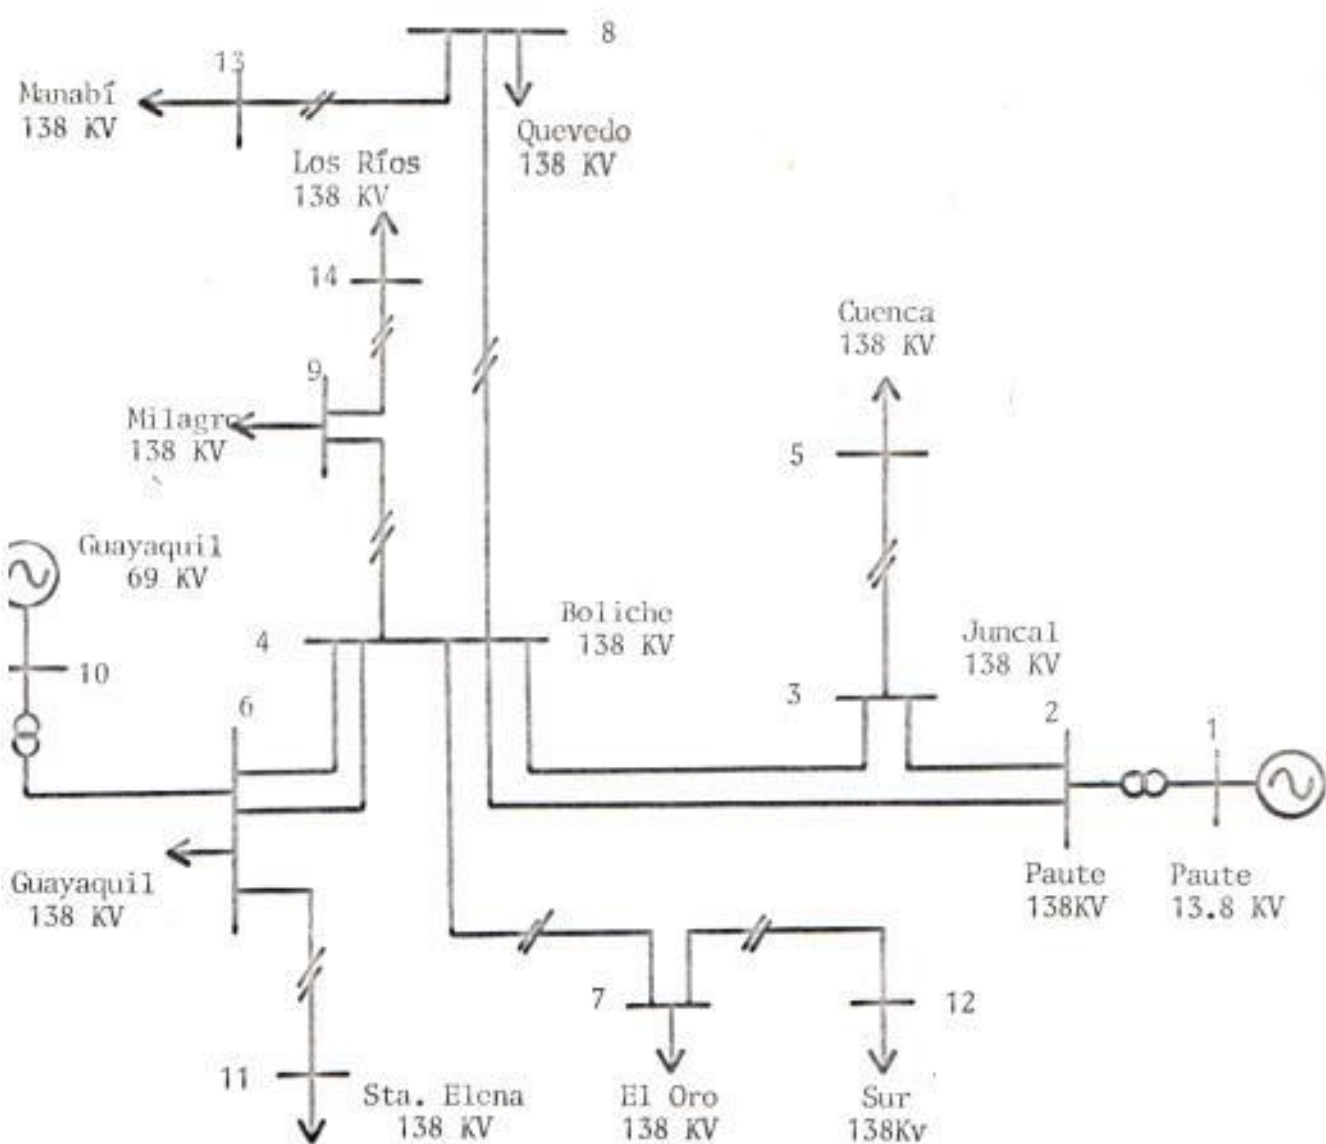 8
13
Manabí
138 KV
Quevedo
138 KV
Los Ríos
138 KV
14
Cuenca
138 KV
9
Milagro
138 KV
5
Guayaquil
69 KV
Boliche
138 KV
4
Juncal
138 KV
10
6
3
2
1
Guayaquil
138 KV
Paute
138KV
Paute
13.8 KV
7
12
11
Sta. Elena
138 KV
El Oro
138 KV
Sur
138Kv